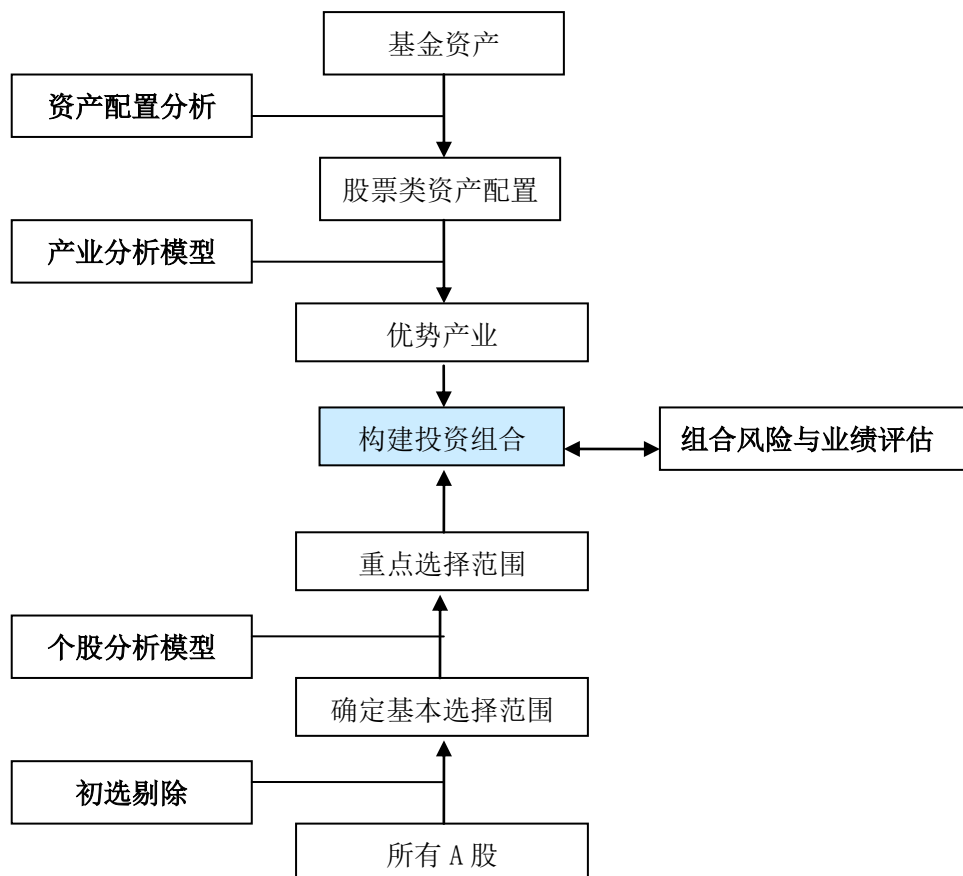 基金资产
资产配置分析
股票类资产配置
产业分析模型
优势产业
构建投资组合
组合风险与业绩评估
重点选择范围
个股分析模型
确定基本选择范围
初选剔除
所有 A 股